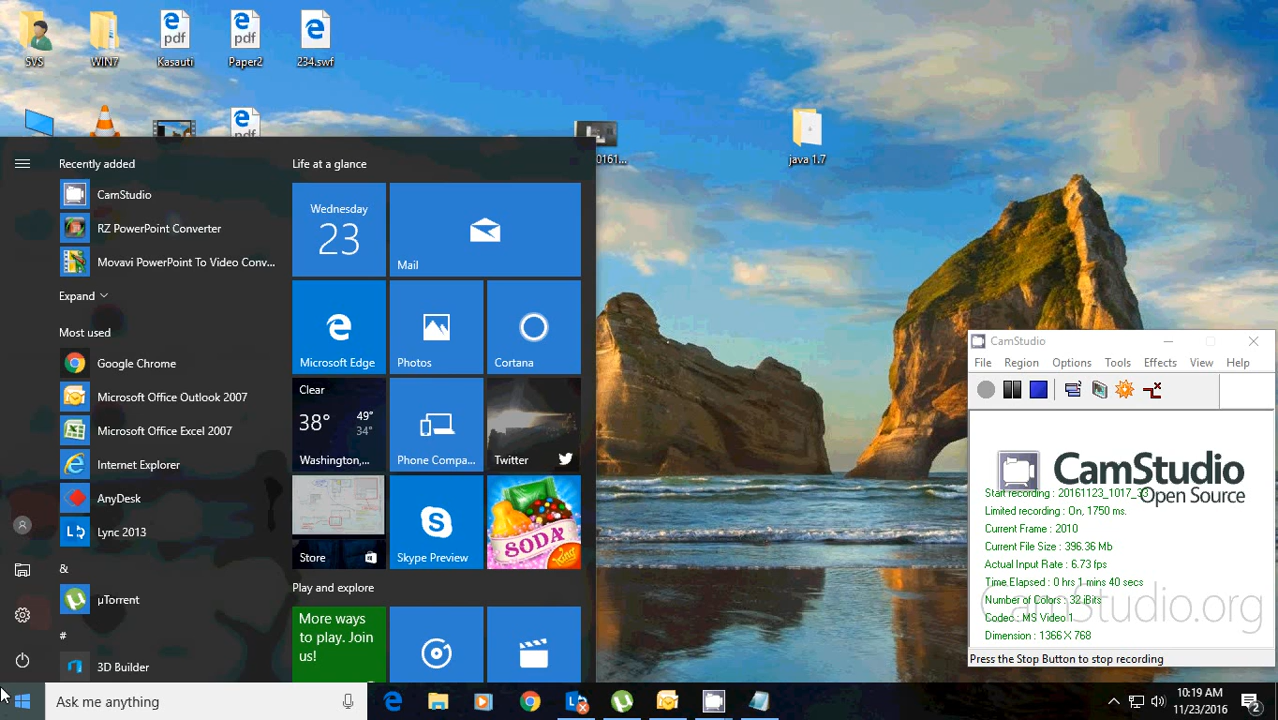 SVS
WIN7
pdf
Kasauti
pdf
Paper2
234.swf
pdf
java 1.7
Recently added
CamStudio
RZ PowerPoint Converter
Movavi PowerPoint To Video Conv...
Expand
Most used
Google Chrome
Microsoft Office Outlook 2007
Microsoft Office Excel 2007
Internet Explorer
AnyDesk
Lync 2013
&
µTorrent
#
3D Builder
Life at a glance
Wednesday
23
Mail
Microsoft Edge
Photos
Cortana
Clear
38°
49°
34°
Washington,...
Phone Compa...
Twitter
Store
Skype Preview
SODA
King
Play and explore
More ways
to play. Join
us!
CamStudio
File Region Options Tools Effects View Help
CamStudio
Open Source
Start recording : 20161123_1017_33
Limited recording : On, 1750 ms.
Current Frame : 2010
Current File Size : 396.36 Mb
Actual Input Rate : 6.73 fps
Time Elapsed : 0 hrs 1 mins 40 secs
Number of Colors : 32 iBits
Codec : MS Video 1
Dimension : 1366 X 768
CamStudio.org
Press the Stop Button to stop recording
Ask me anything
10:19 AM
11/23/2016
2